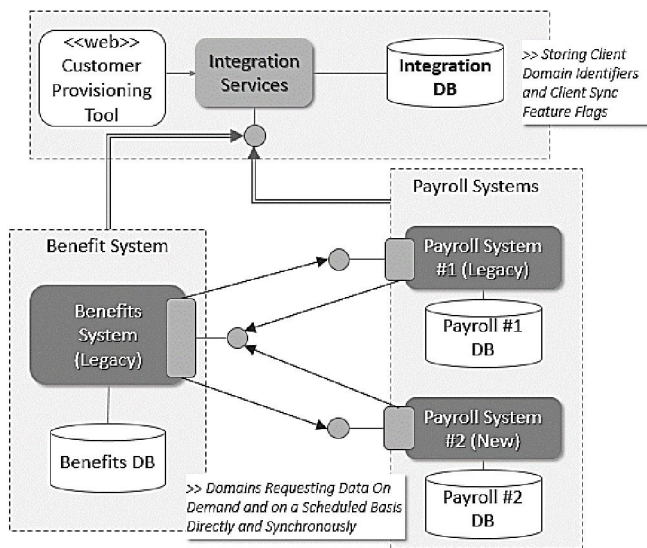 <<web>>
Customer
Provisioning
Tool
Integration
Services
Integration
DB
>> Storing Client
Domain Identifiers
and Client Sync
Feature Flags
Payroll Systems
Benefit System
Payroll System
#1 (Legacy)
Benefits
System
(Legacy)
Payroll #1
DB
Payroll System
#2 (New)
Benefits DB
>> Domains Requesting Data On
Demand and on a Scheduled Basis
Directly and Synchronously
Payroll #2
DB